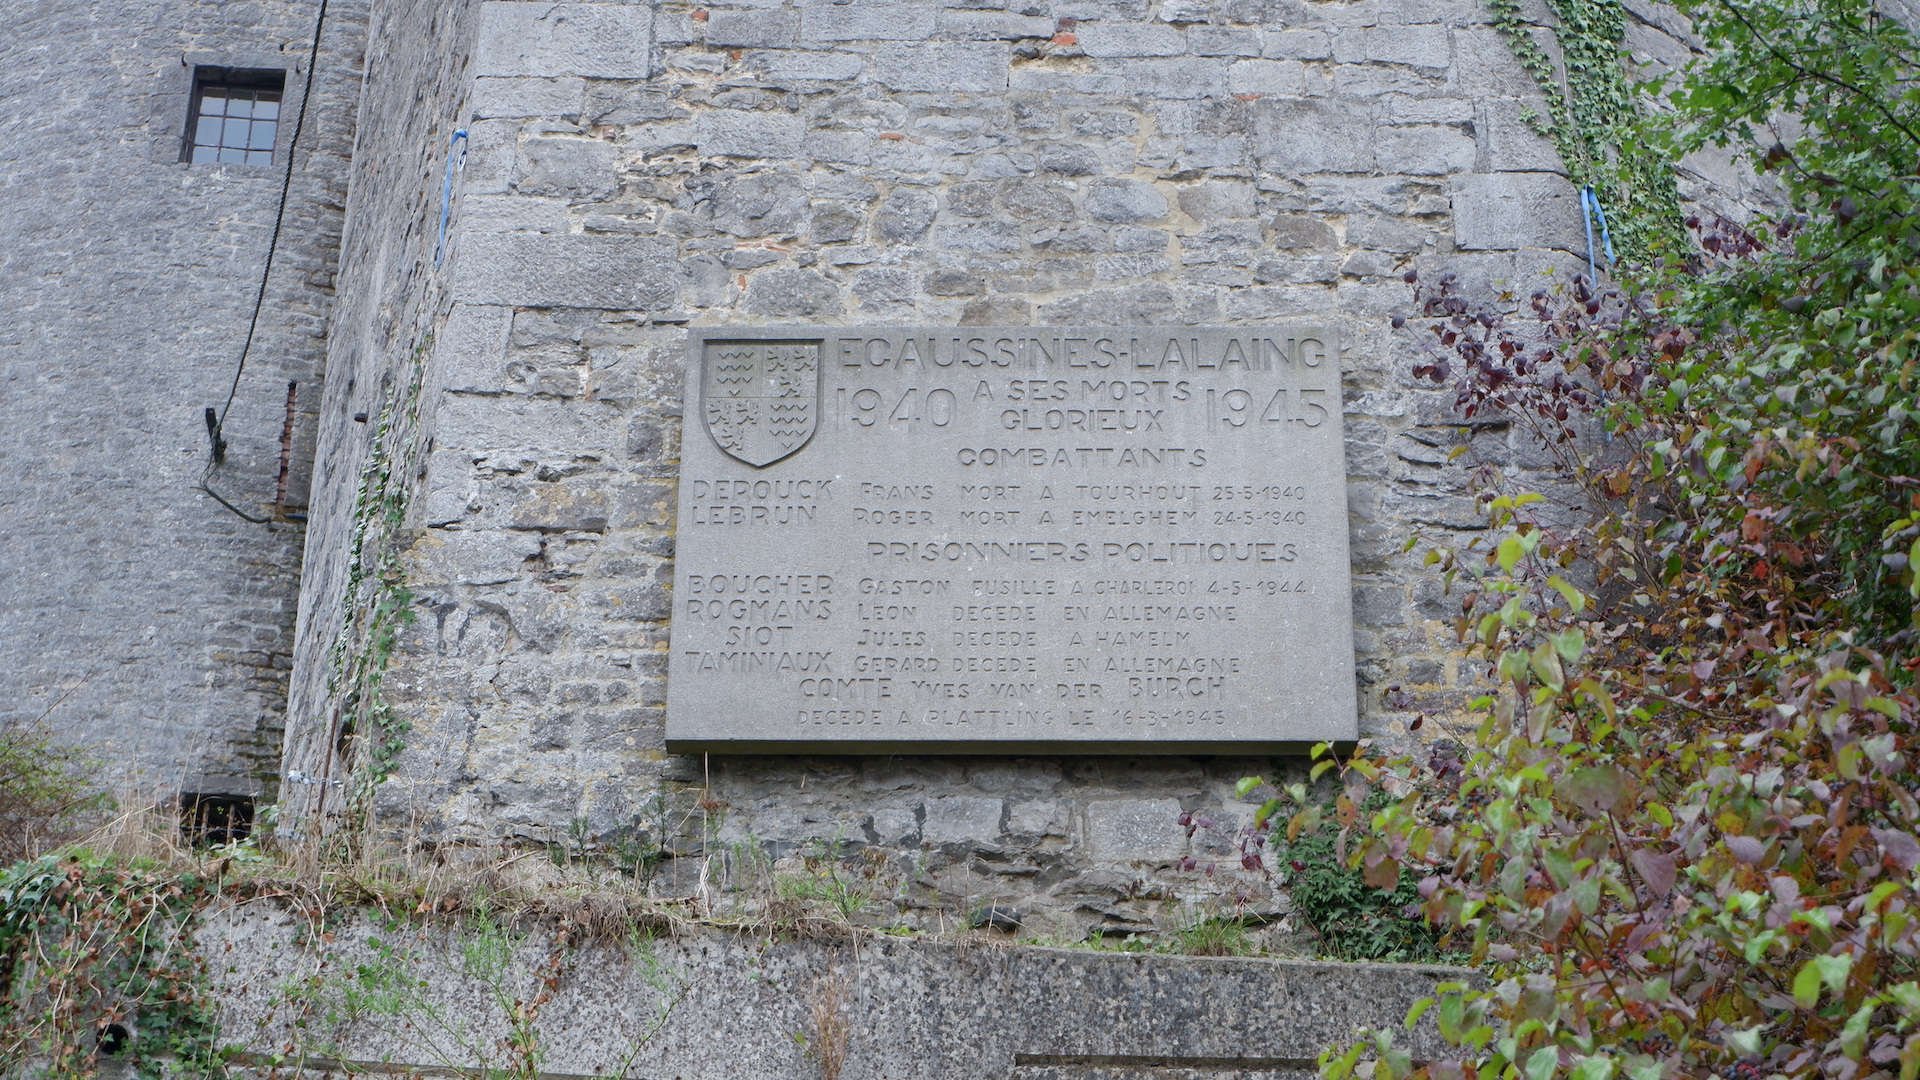 ECAUSSINES-LALAING
1940 A SES MORTS GLORIEUX 1945
COMBATTANTS
DEROUCK FRANS MORT A TOURHOUT 25-5-1940
LEBRUN ROGER MORT A EMELGHEM 24-5-1940
PRISONNIERS POLITIQUES
BOUCHER GASTON FUSILLE A CHARLEROI 4-5-1944
ROGMANS LEON DECEDE EN ALLEMAGNE
SIOT JULES DECEDE A HAMELM
TAMINIAUX GERARD DECEDE EN ALLEMAGNE
COMTE YVES VAN DER BURCH
DECEDE A PLATTLING LE 16-3-1945